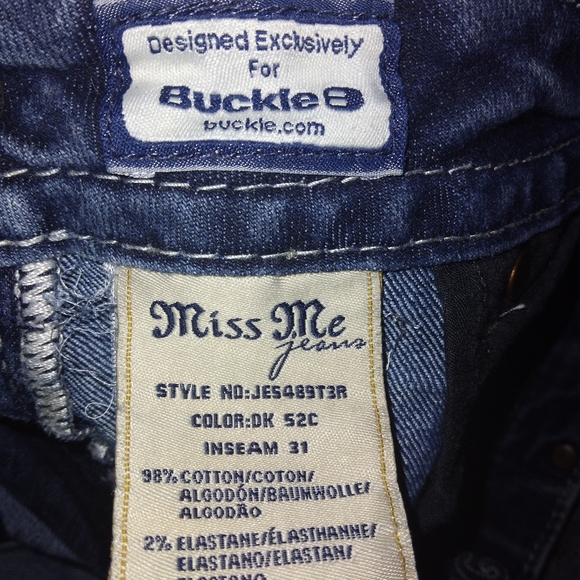 Designed Exclusively
For
Buckle B
buckle.com
Miss Me
jeans
STYLE NO:JE5489T3R
COLOR:DK 52C
INSEAM 31
98% COTTON/COTON/
ALGODÓN/BAUMWOLLE/
ALGODÃO
2% ELASTANE/ÉLASTHANNE/
ELASTANO/ELASTAN/
ELASTANO